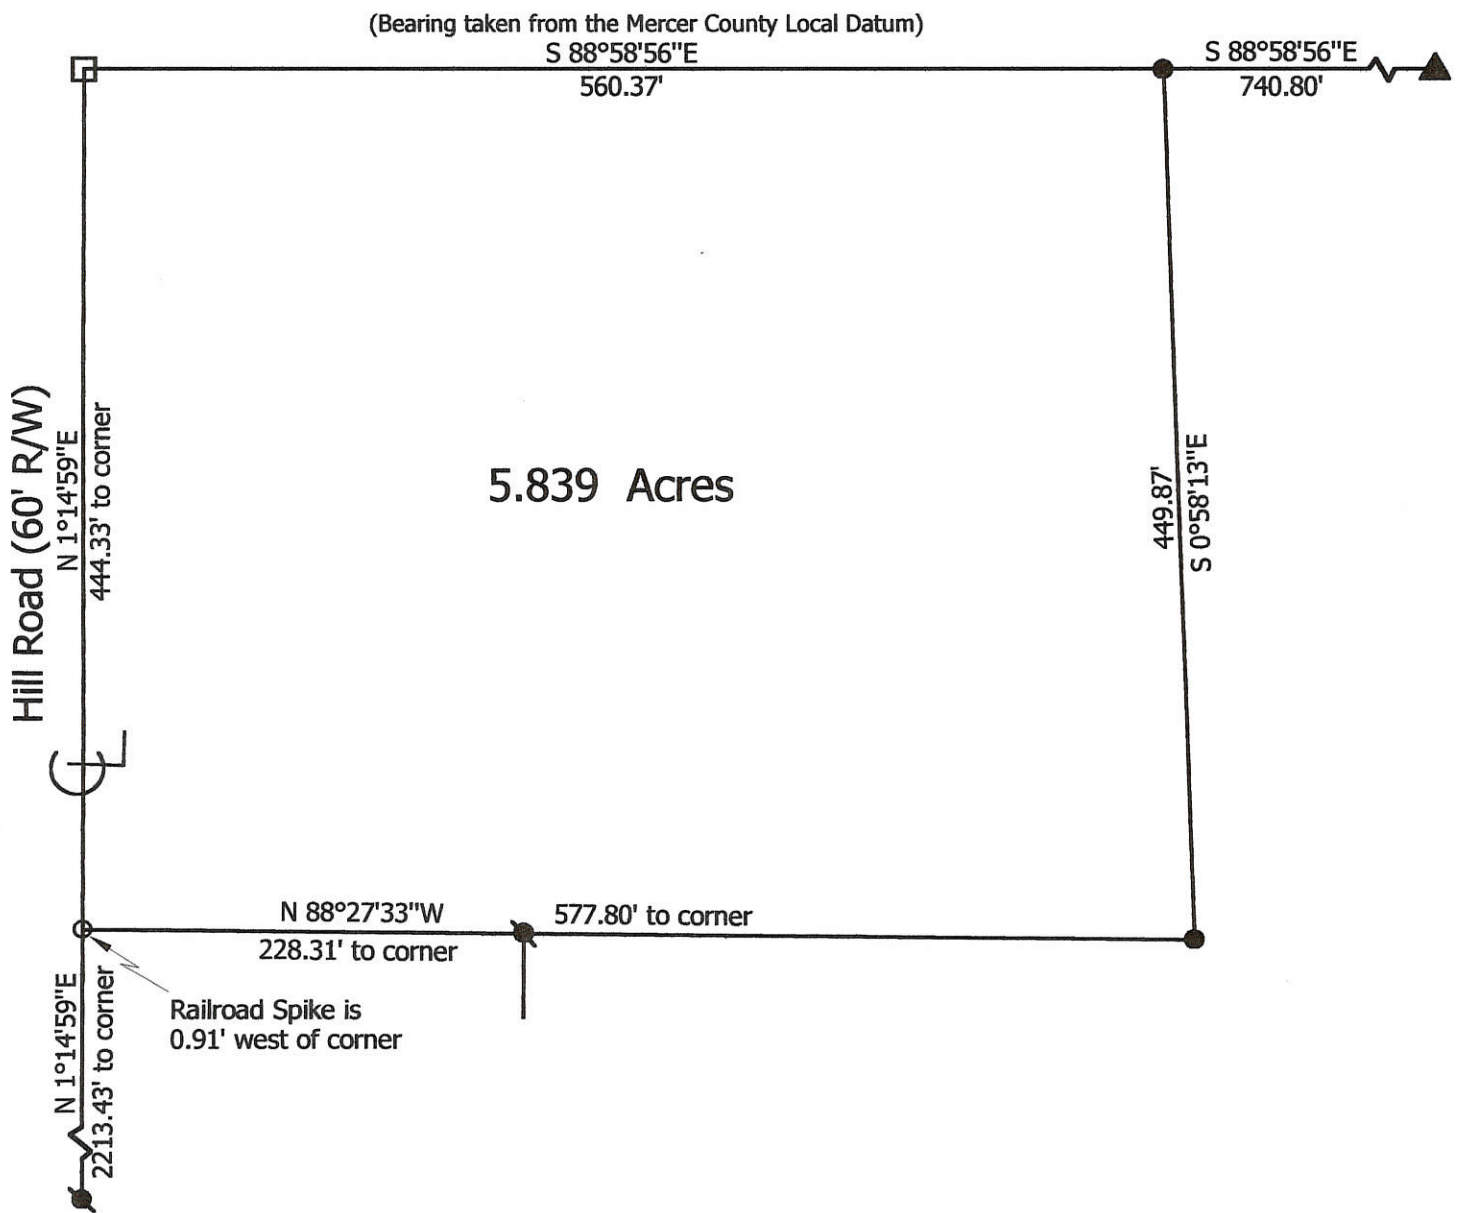 (Bearing taken from the Mercer County Local Datum)
S 88°58'56"E
560.37'
S 88°58'56"E
740.80'
Hill Road (60' R/W)
N 1°14'59"E
444.33' to corner
5.839 Acres
449.87'
S 0°58'13"E
N 88°27'33"W
228.31' to corner
577.80' to corner
Railroad Spike is
0.91' west of corner
N 1°14'59"E
2213.43' to corner